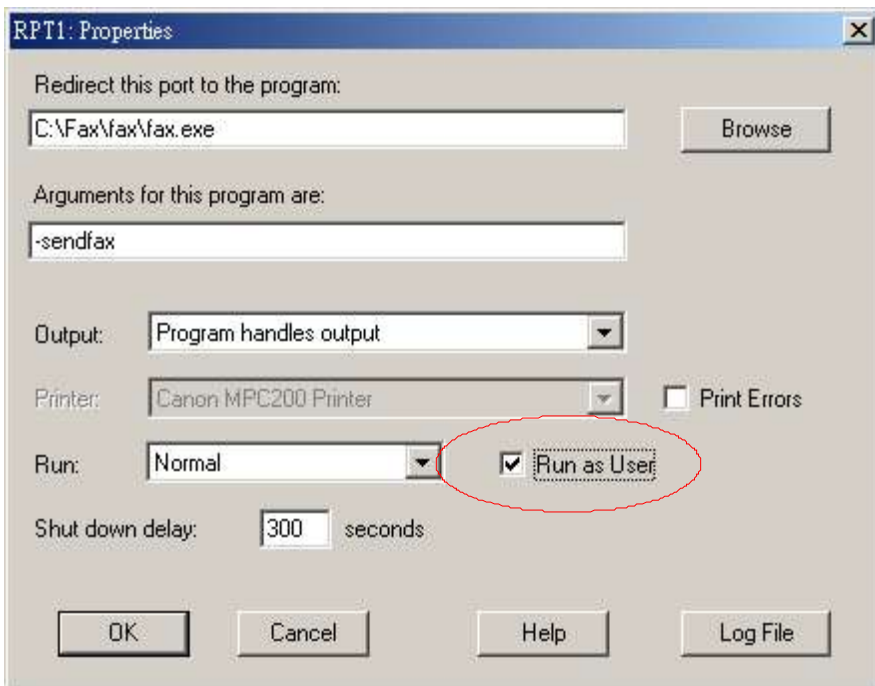 RPT1: Properties
Redirect this port to the program:
C:\Fax\fax\fax.exe
Browse
Arguments for this program are:
-sendfax
Output: Program handles output
Printer: Canon MPC200 Printer Print Errors
Run: Normal Run as User
Shut down delay: 300 seconds
OK Cancel Help Log File